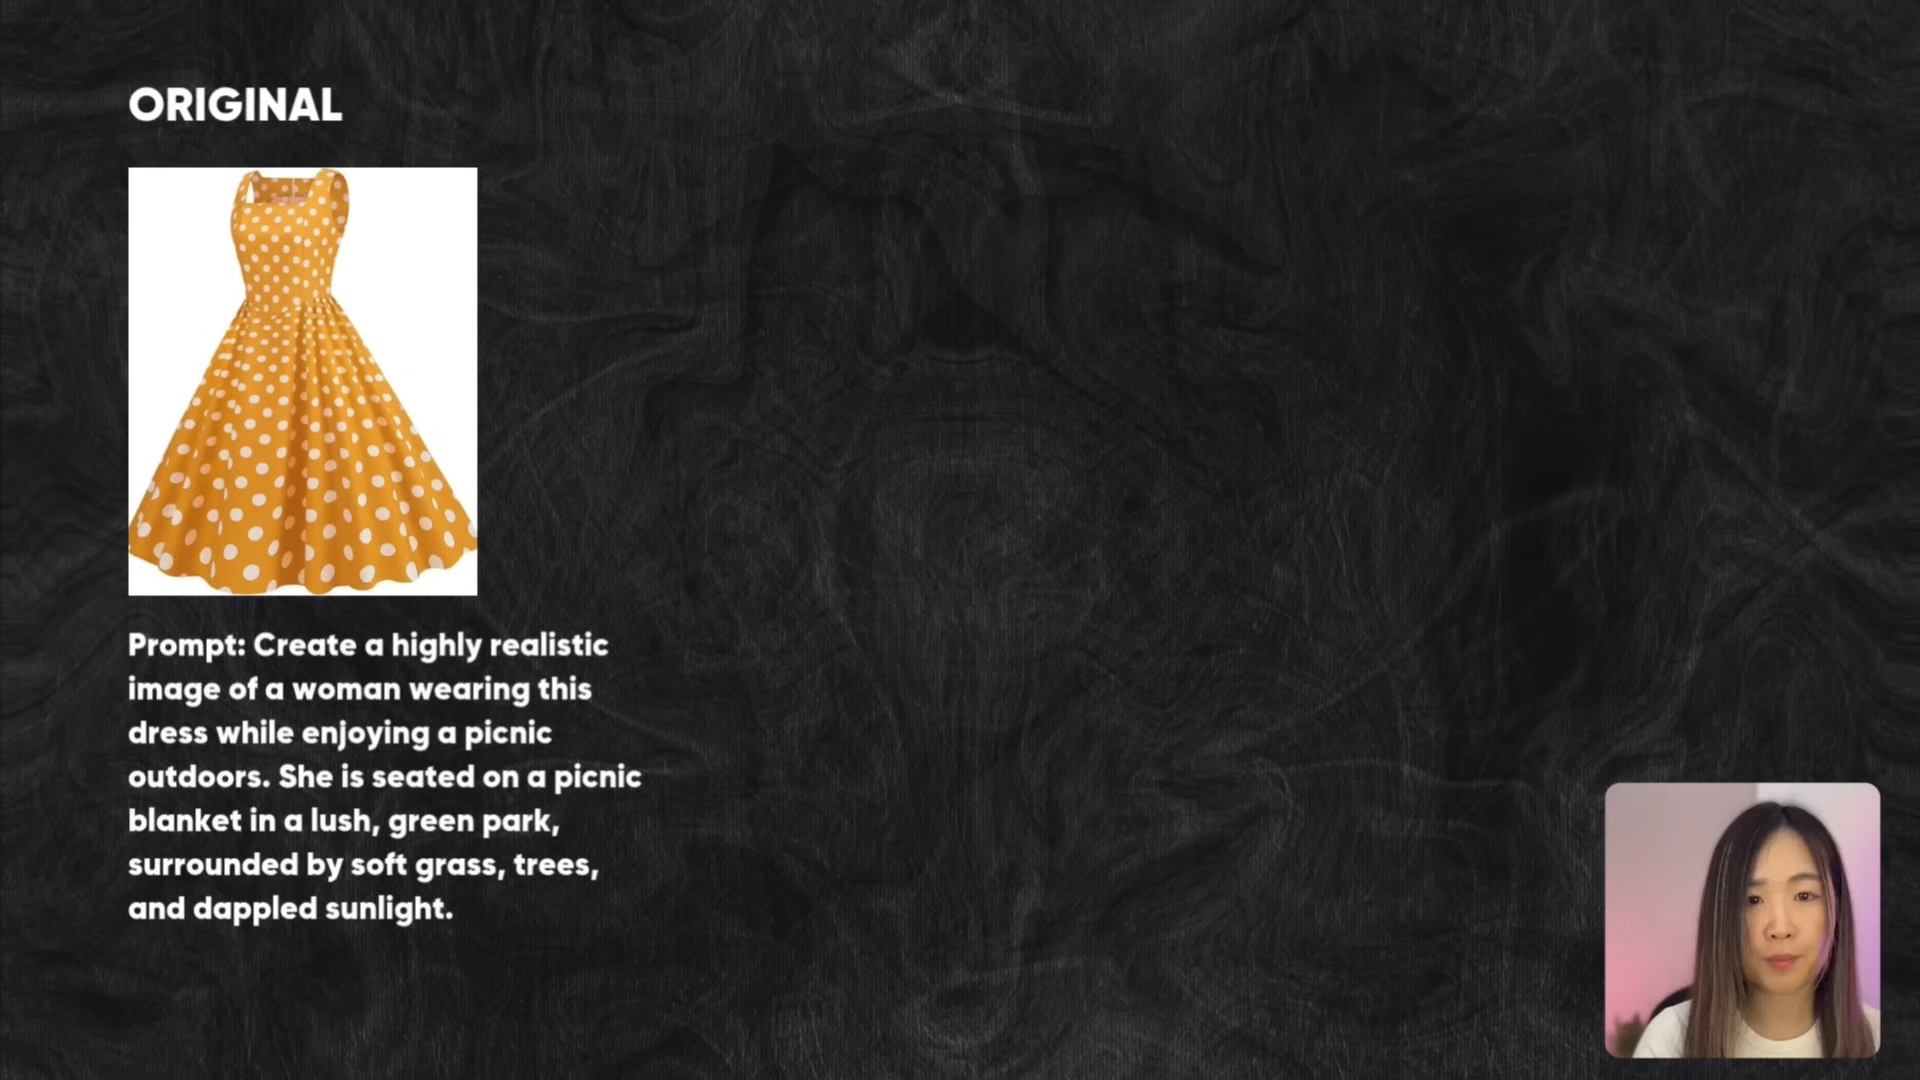 ORIGINAL
Prompt: Create a highly realistic
image of a woman wearing this
dress while enjoying a picnic
outdoors. She is seated on a picnic
blanket in a lush, green park,
surrounded by soft grass, trees,
and dappled sunlight.